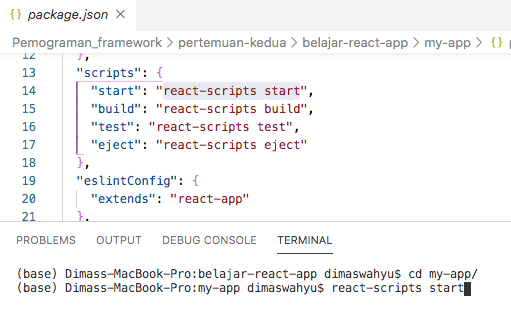 {} package.json ×
Pemograman_framework > pertemuan-kedua > belajar-react-app > my-app > {}
12 },
13 "scripts": {
14 "start": "react-scripts start",
15 "build": "react-scripts build",
16 "test": "react-scripts test",
17 "eject": "react-scripts eject"
18 },
19 "eslintConfig": {
20 "extends": "react-app"
21 },
PROBLEMS OUTPUT DEBUG CONSOLE TERMINAL
(base) Dimass-MacBook-Pro:belajar-react-app dimaswahyu$ cd my-app/
(base) Dimass-MacBook-Pro:my-app dimaswahyu$ react-scripts start